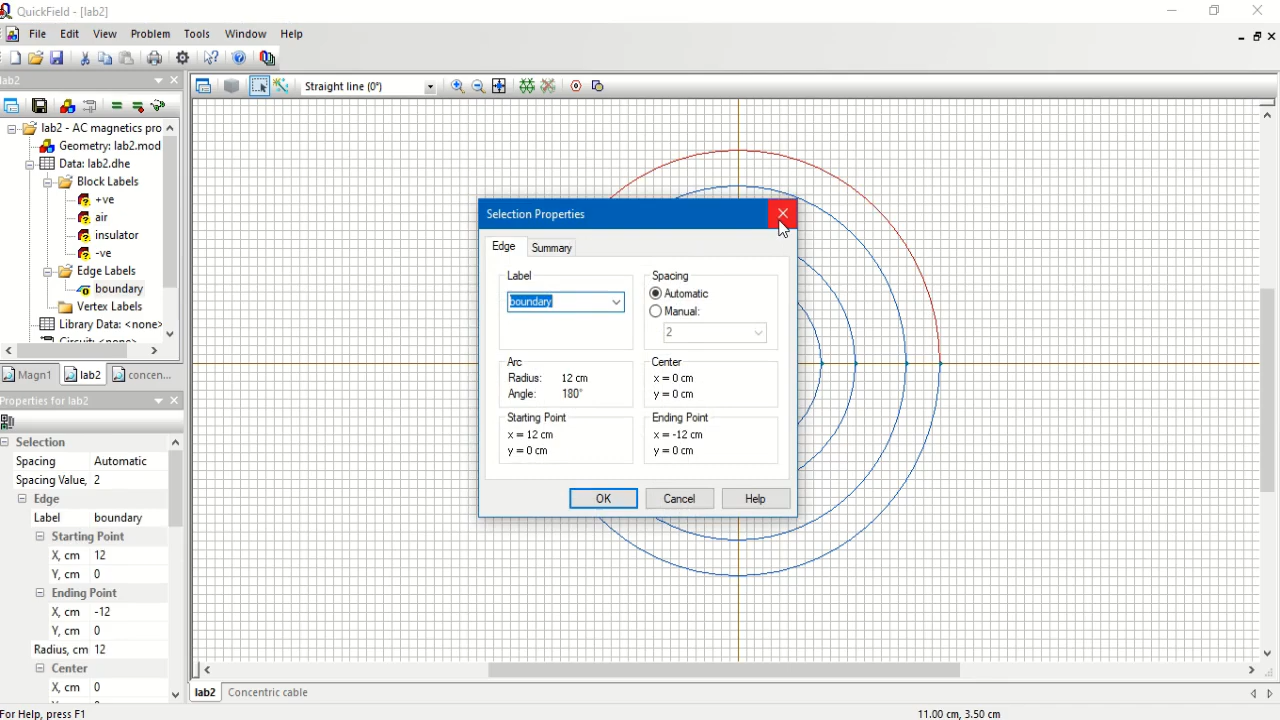 QuickField - [lab2]
File Edit View Problem Tools Window Help
lab2
Straight line (0°)
lab2 - AC magnetics pro
Geometry: lab2.mod
Data: lab2.dhe
Block Labels
+ve
air
insulator
-ve
Edge Labels
boundary
Vertex Labels
Library Data: <none>
Circuit: <none>
Magn1 lab2 concen...
Properties for lab2
Selection
Spacing Automatic
Spacing Value, 2
Edge
Label boundary
Starting Point
X, cm 12
Y, cm 0
Ending Point
X, cm -12
Y, cm 0
Radius, cm 12
Center
X, cm 0
Selection Properties
Edge Summary
Label
boundary
Spacing
Automatic
Manual:
2
Arc
Radius: 12 cm
Angle: 180°
Center
x = 0 cm
y = 0 cm
Starting Point
x = 12 cm
y = 0 cm
Ending Point
x = -12 cm
y = 0 cm
OK Cancel Help
lab2 Concentric cable
For Help, press F1
11.00 cm, 3.50 cm